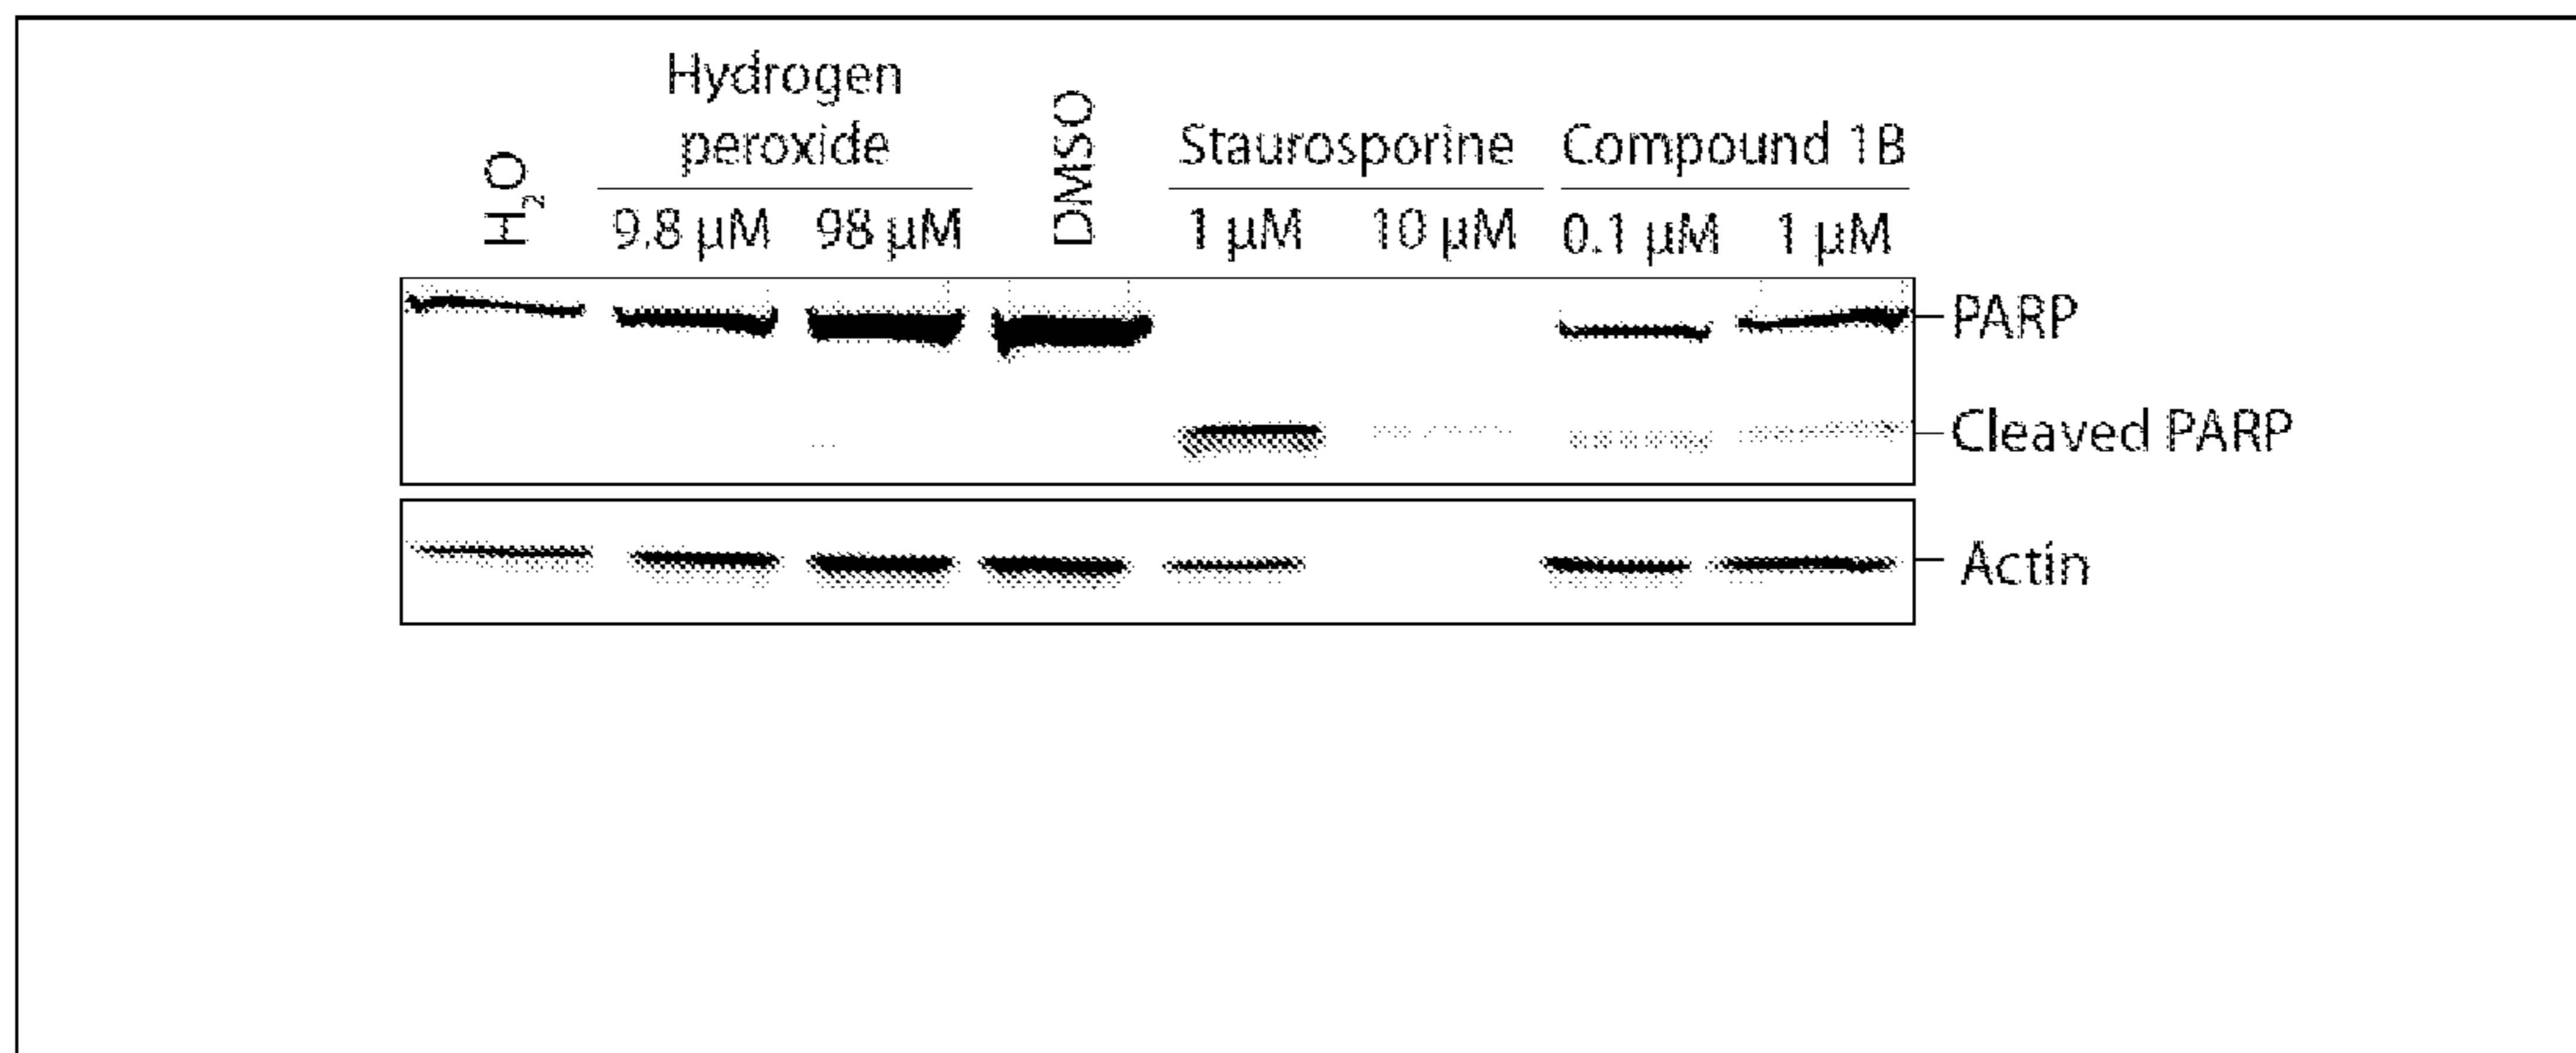 Hydrogen
peroxide
H₂O
DMSO
Staurosporine
Compound 1B
9.8 µM
98 µM
1 µM
10 µM
0.1 µM
1 µM
PARP
Cleaved PARP
Actin